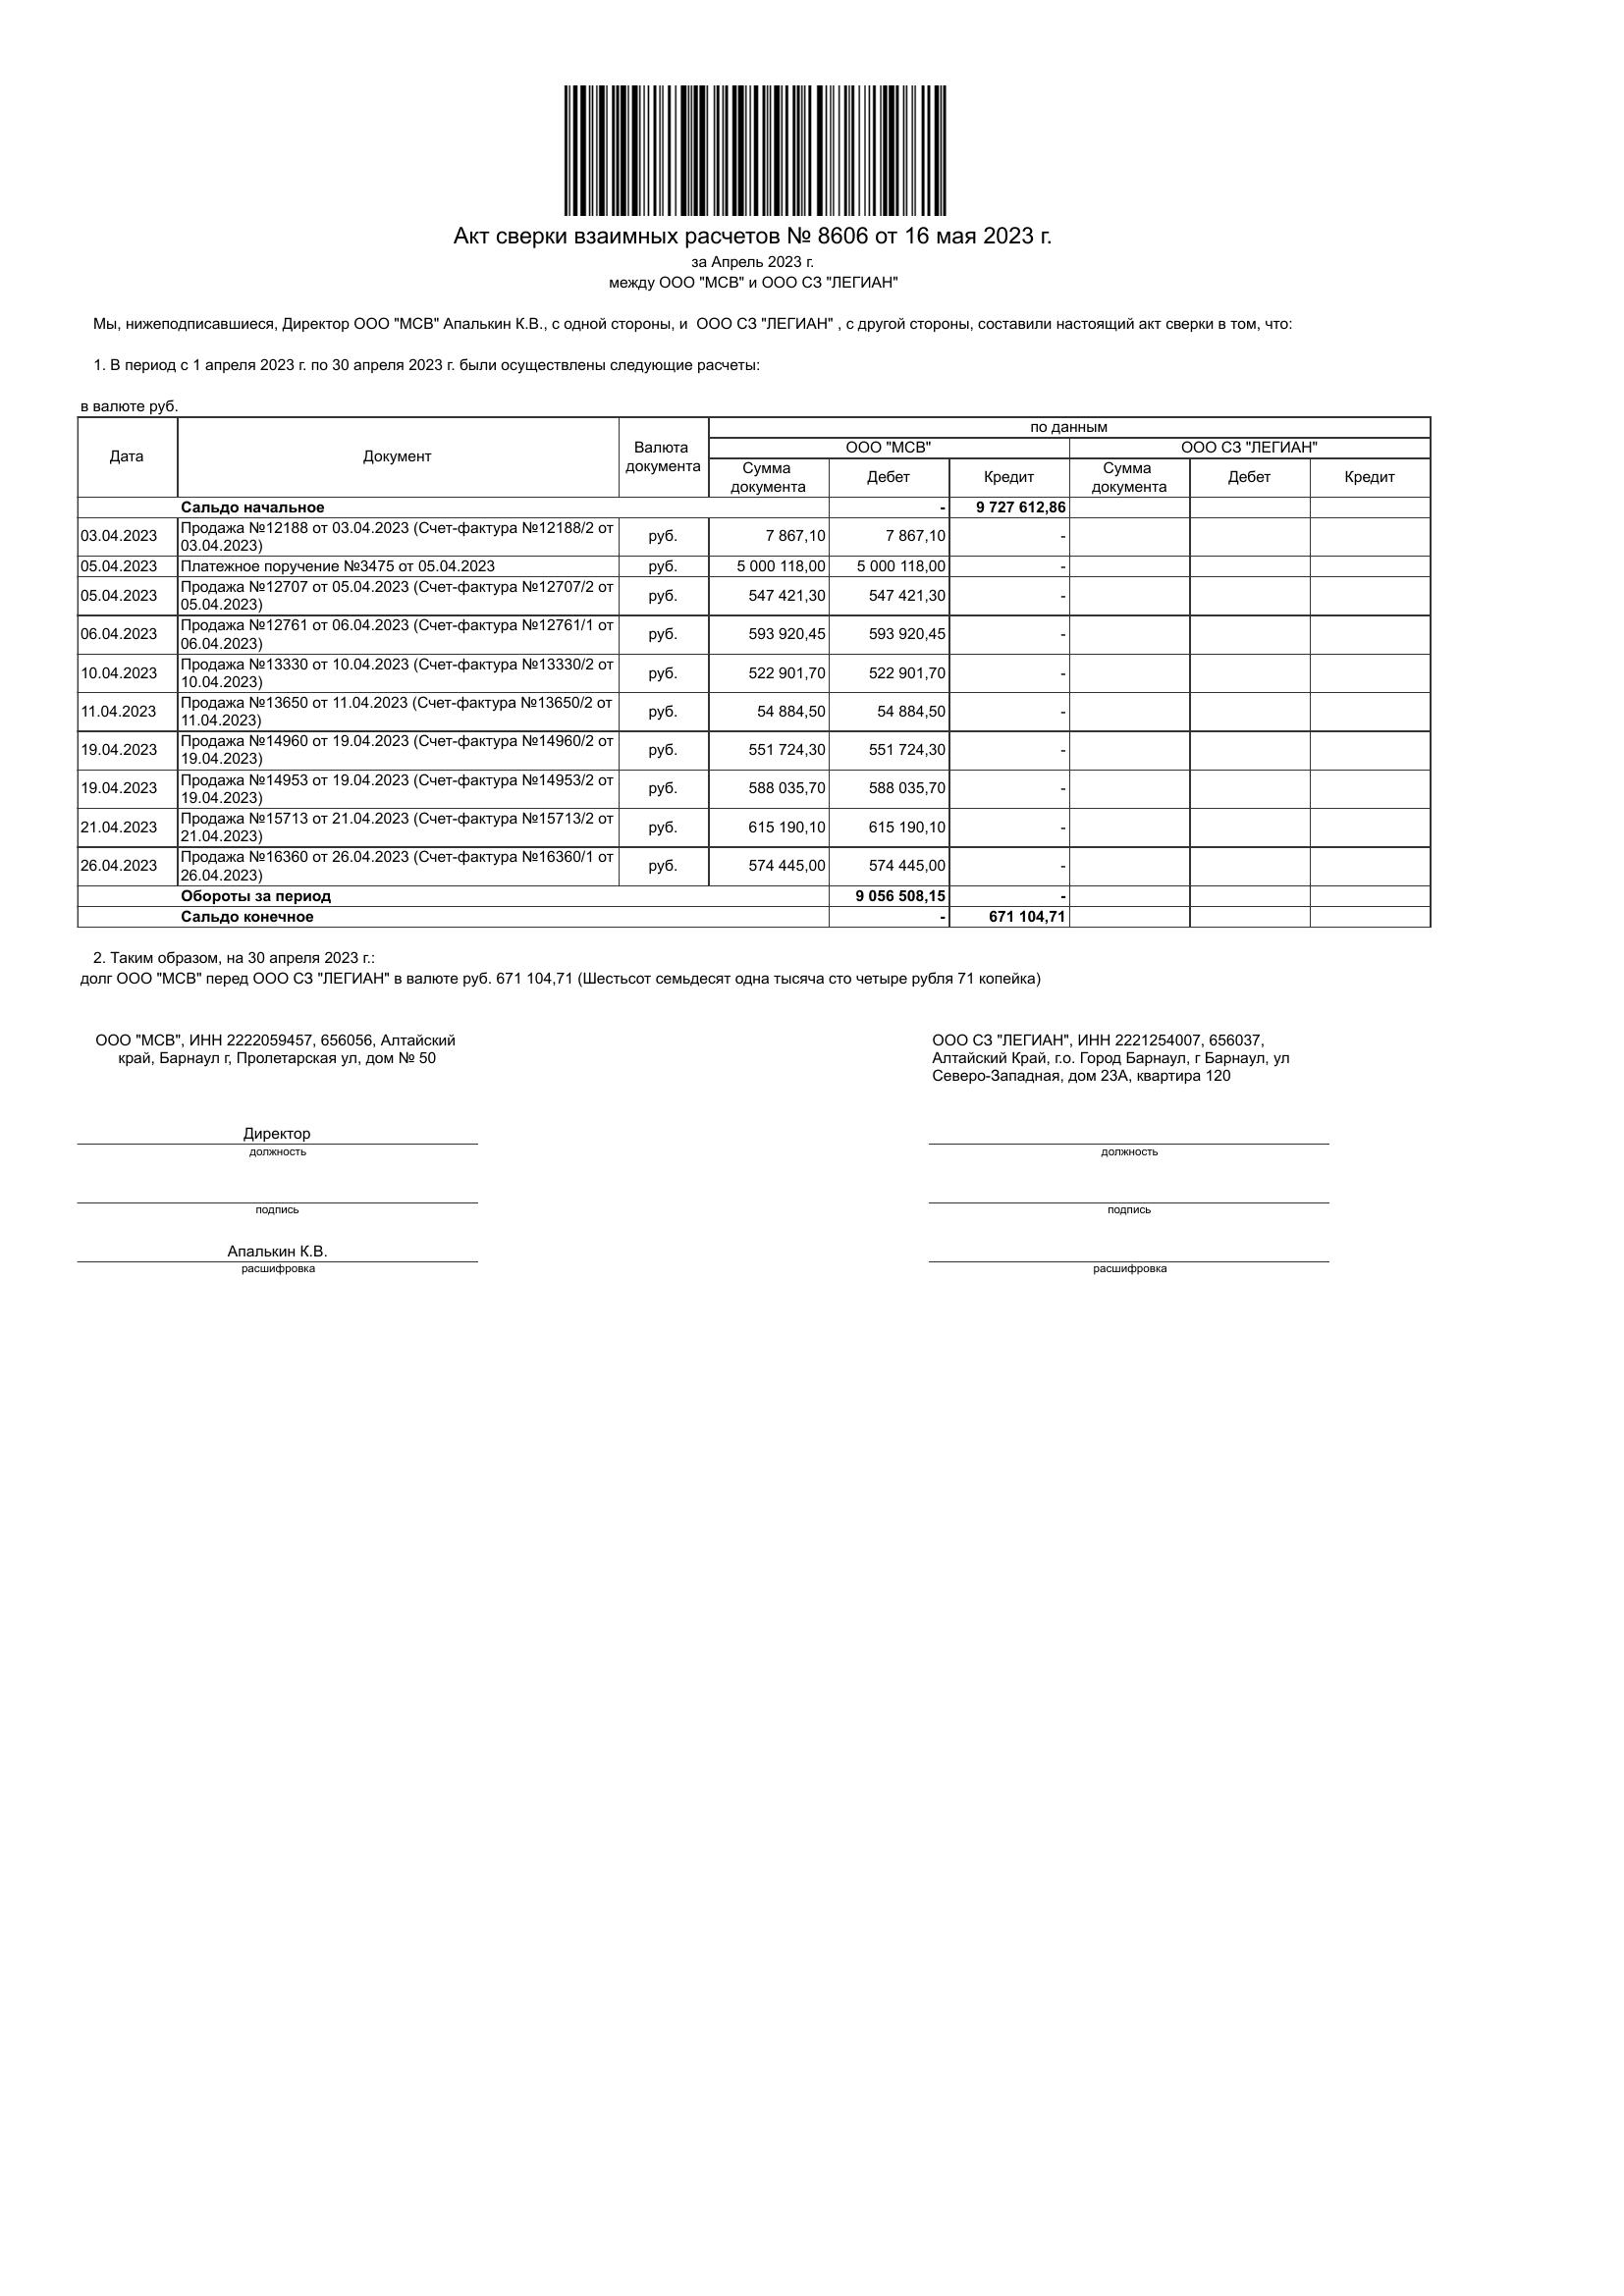 Акт сверки взаимных расчетов № 8606 от 16 мая 2023 г.
за Апрель 2023 г.
между ООО "МСВ" и ООО СЗ "ЛЕГИАН"
Мы, нижеподписавшиеся, Директор ООО "МСВ" Апалькин К.В., с одной стороны, и ООО СЗ "ЛЕГИАН" , с другой стороны, составили настоящий акт сверки в том, что:
1. В период с 1 апреля 2023 г. по 30 апреля 2023 г. были осуществлены следующие расчеты:
в валюте руб.
Дата Документ Валюта документа по данным
ООО "МСВ" ООО СЗ "ЛЕГИАН"
Сумма документа Дебет Кредит Сумма документа Дебет Кредит
Сальдо начальное - 9 727 612,86
03.04.2023 Продажа №12188 от 03.04.2023 (Счет-фактура №12188/2 от 03.04.2023) руб. 7 867,10 7 867,10 -
05.04.2023 Платежное поручение №3475 от 05.04.2023 руб. 5 000 118,00 5 000 118,00 -
05.04.2023 Продажа №12707 от 05.04.2023 (Счет-фактура №12707/2 от 05.04.2023) руб. 547 421,30 547 421,30 -
06.04.2023 Продажа №12761 от 06.04.2023 (Счет-фактура №12761/1 от 06.04.2023) руб. 593 920,45 593 920,45 -
10.04.2023 Продажа №13330 от 10.04.2023 (Счет-фактура №13330/2 от 10.04.2023) руб. 522 901,70 522 901,70 -
11.04.2023 Продажа №13650 от 11.04.2023 (Счет-фактура №13650/2 от 11.04.2023) руб. 54 884,50 54 884,50 -
19.04.2023 Продажа №14960 от 19.04.2023 (Счет-фактура №14960/2 от 19.04.2023) руб. 551 724,30 551 724,30 -
19.04.2023 Продажа №14953 от 19.04.2023 (Счет-фактура №14953/2 от 19.04.2023) руб. 588 035,70 588 035,70 -
21.04.2023 Продажа №15713 от 21.04.2023 (Счет-фактура №15713/2 от 21.04.2023) руб. 615 190,10 615 190,10 -
26.04.2023 Продажа №16360 от 26.04.2023 (Счет-фактура №16360/1 от 26.04.2023) руб. 574 445,00 574 445,00 -
Обороты за период 9 056 508,15 -
Сальдо конечное - 671 104,71
2. Таким образом, на 30 апреля 2023 г.:
долг ООО "МСВ" перед ООО СЗ "ЛЕГИАН" в валюте руб. 671 104,71 (Шестьсот семьдесят одна тысяча сто четыре рубля 71 копейка)
ООО "МСВ", ИНН 2222059457, 656056, Алтайский
край, Барнаул г, Пролетарская ул, дом № 50
ООО СЗ "ЛЕГИАН", ИНН 2221254007, 656037,
Алтайский Край, г.о. Город Барнаул, г Барнаул, ул
Северо-Западная, дом 23А, квартира 120
Директор
должность должность
подпись подпись
Апалькин К.В.
расшифровка расшифровка